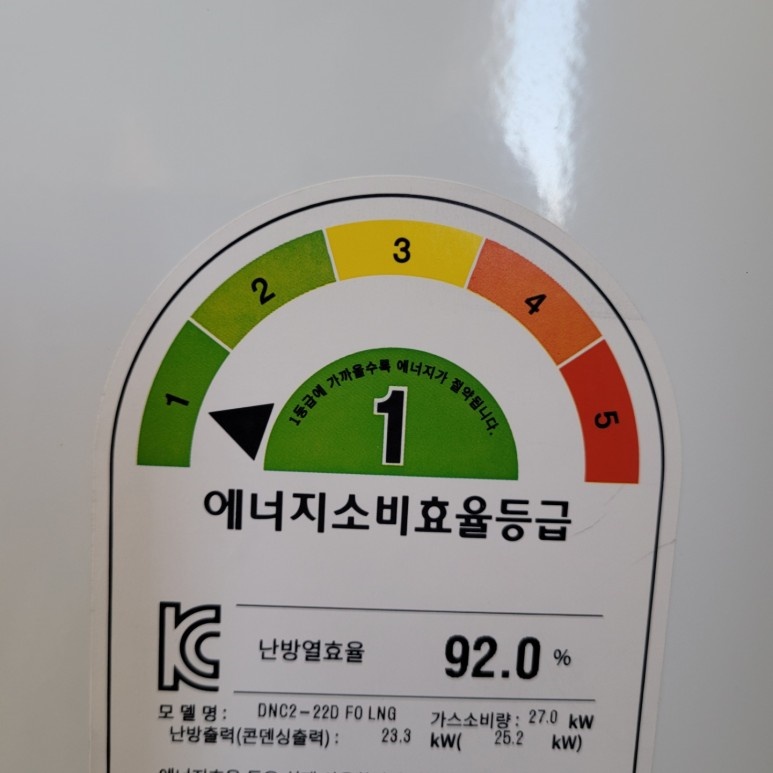 1 2 3 4 5
1등급에 가까울수록 에너지가 절약됩니다.
1
에너지소비효율등급
KC
난방열효율 92.0 %
모 델 명 : DNC2-22D FO LNG 가스소비량 : 27.0 kW
난방출력(콘덴싱출력) : 23.3 kW( 25.2 kW)